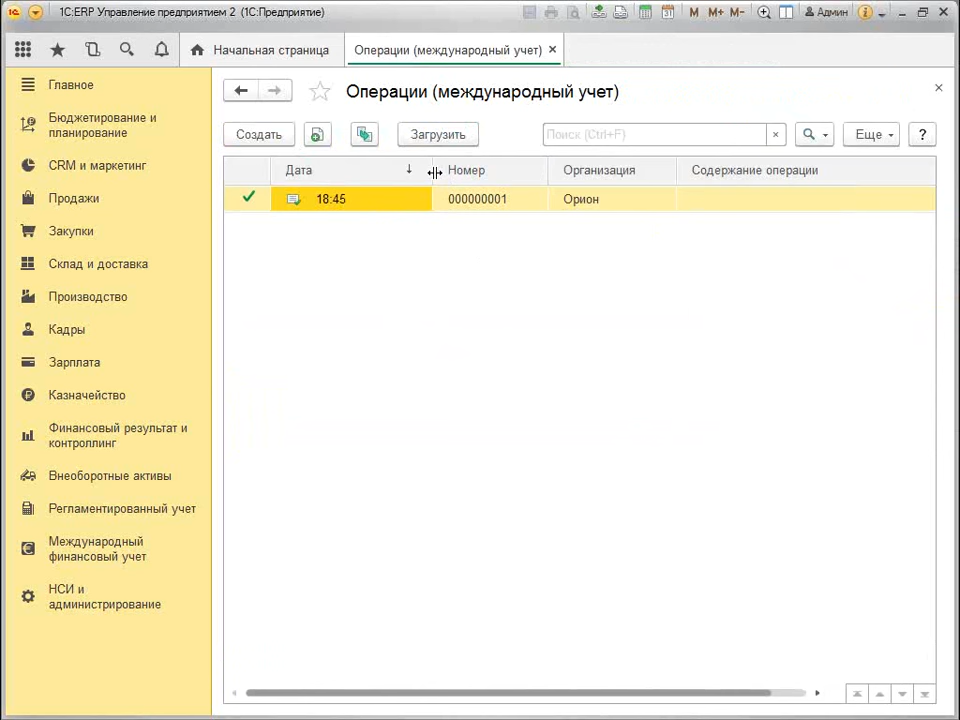 1С:ERP Управление предприятием 2 (1С:Предприятие)
M M+ M-
Админ
Начальная страница
Операции (международный учет)
Главное
Бюджетирование и
планирование
CRM и маркетинг
Продажи
Закупки
Склад и доставка
Производство
Кадры
Зарплата
Казначейство
Финансовый результат и
контроллинг
Внеоборотные активы
Регламентированный учет
Международный
финансовый учет
НСИ и
администрирование
Операции (международный учет)
Создать
Загрузить
Поиск (Ctrl+F)
Еще
?
Дата
Номер
Организация
Содержание операции
18:45
000000001
Орион